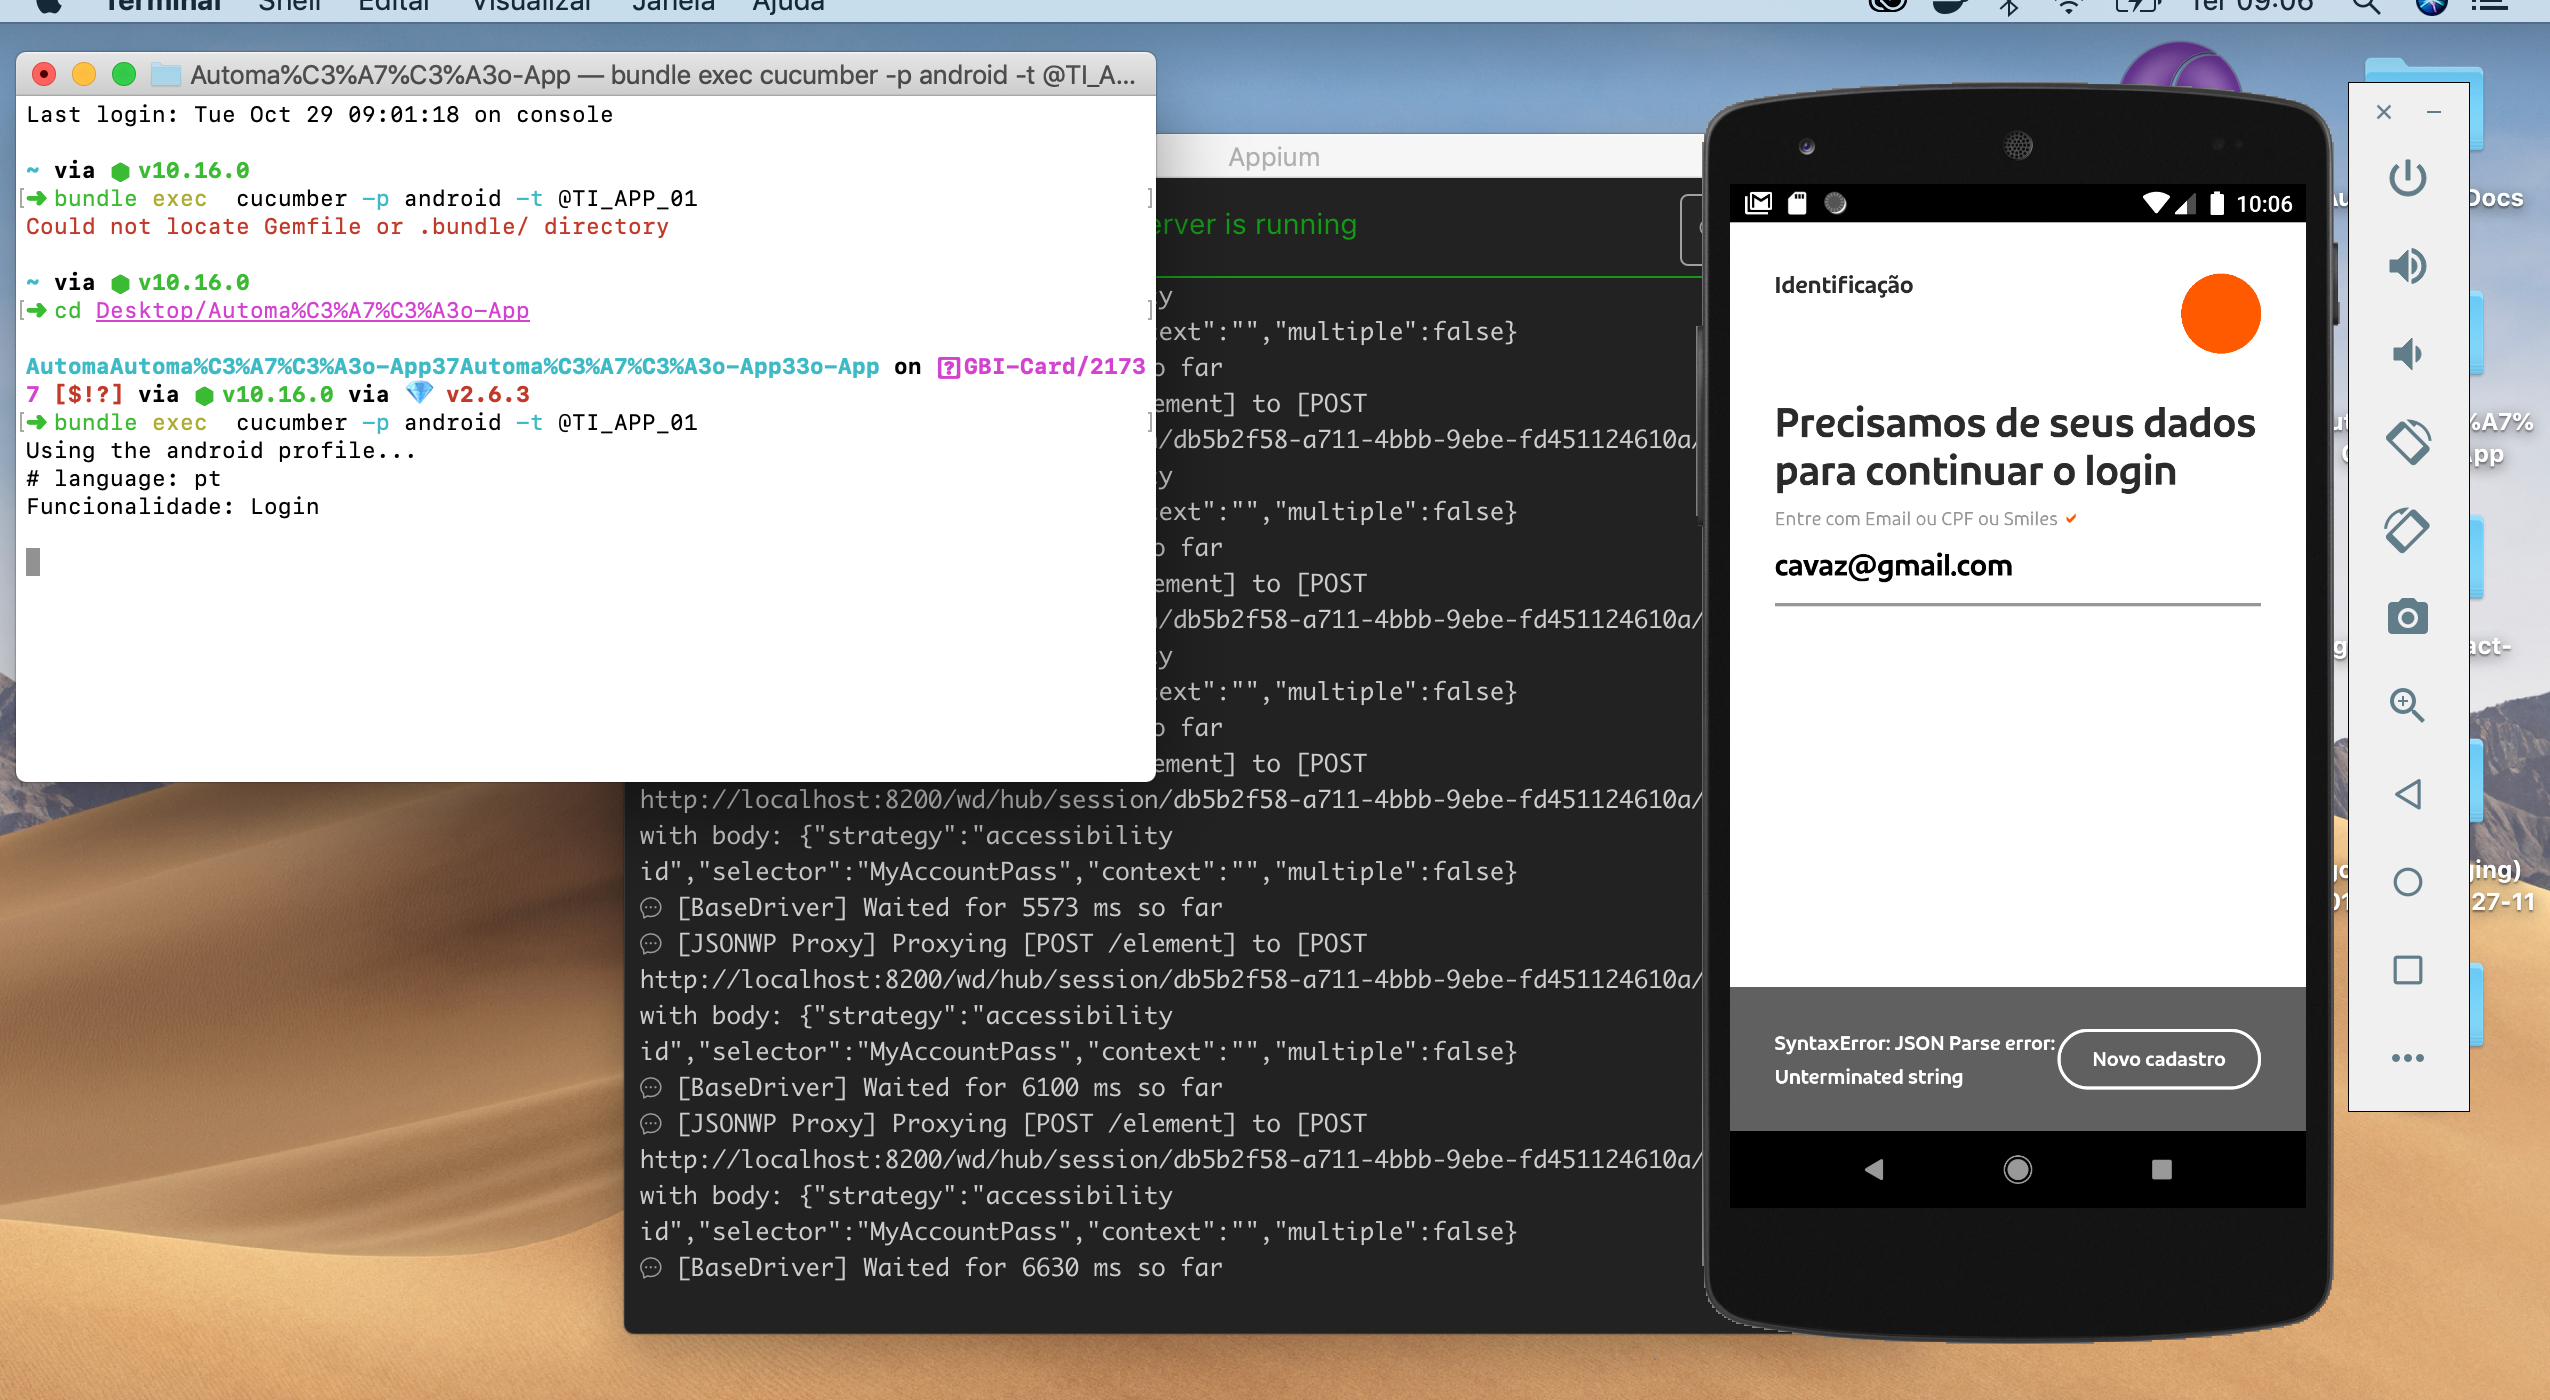 Terminal Shell Editar Visualizar Janela Ajuda
Ter 09:06
Automa%C3%A7%C3%A3o-App — bundle exec cucumber -p android -t @TI_A...
Last login: Tue Oct 29 09:01:18 on console
~ via v10.16.0
bundle exec  cucumber -p android -t @TI_APP_01
Could not locate Gemfile or .bundle/ directory
~ via v10.16.0
cd Desktop/Automa%C3%A7%C3%A3o-App
AutomaAutoma%C3%A7%C3%A3o-App37Automa%C3%A7%C3%A3o-App33o-App on GBI-Card/2173
7 [$!?] via v10.16.0 via v2.6.3
bundle exec  cucumber -p android -t @TI_APP_01
Using the android profile...
# language: pt
Funcionalidade: Login
Appium
erver is running
y
ext":"","multiple":false}
o far
ement] to [POST
/db5b2f58-a711-4bbb-9ebe-fd451124610a/
y
ext":"","multiple":false}
o far
ement] to [POST
/db5b2f58-a711-4bbb-9ebe-fd451124610a/
y
ext":"","multiple":false}
o far
ement] to [POST
http://localhost:8200/wd/hub/session/db5b2f58-a711-4bbb-9ebe-fd451124610a/
with body: {"strategy":"accessibility
id","selector":"MyAccountPass","context":"","multiple":false}
[BaseDriver] Waited for 5573 ms so far
[JSONWP Proxy] Proxying [POST /element] to [POST
http://localhost:8200/wd/hub/session/db5b2f58-a711-4bbb-9ebe-fd451124610a/
with body: {"strategy":"accessibility
id","selector":"MyAccountPass","context":"","multiple":false}
[BaseDriver] Waited for 6100 ms so far
[JSONWP Proxy] Proxying [POST /element] to [POST
http://localhost:8200/wd/hub/session/db5b2f58-a711-4bbb-9ebe-fd451124610a/
with body: {"strategy":"accessibility
id","selector":"MyAccountPass","context":"","multiple":false}
[BaseDriver] Waited for 6630 ms so far
10:06
Identificação
Precisamos de seus dados
para continuar o login
Entre com Email ou CPF ou Smiles
cavaz@gmail.com
SyntaxError: JSON Parse error:
Unterminated string
Novo cadastro
Docs
%A7%
pp
act-
ing)
27-11